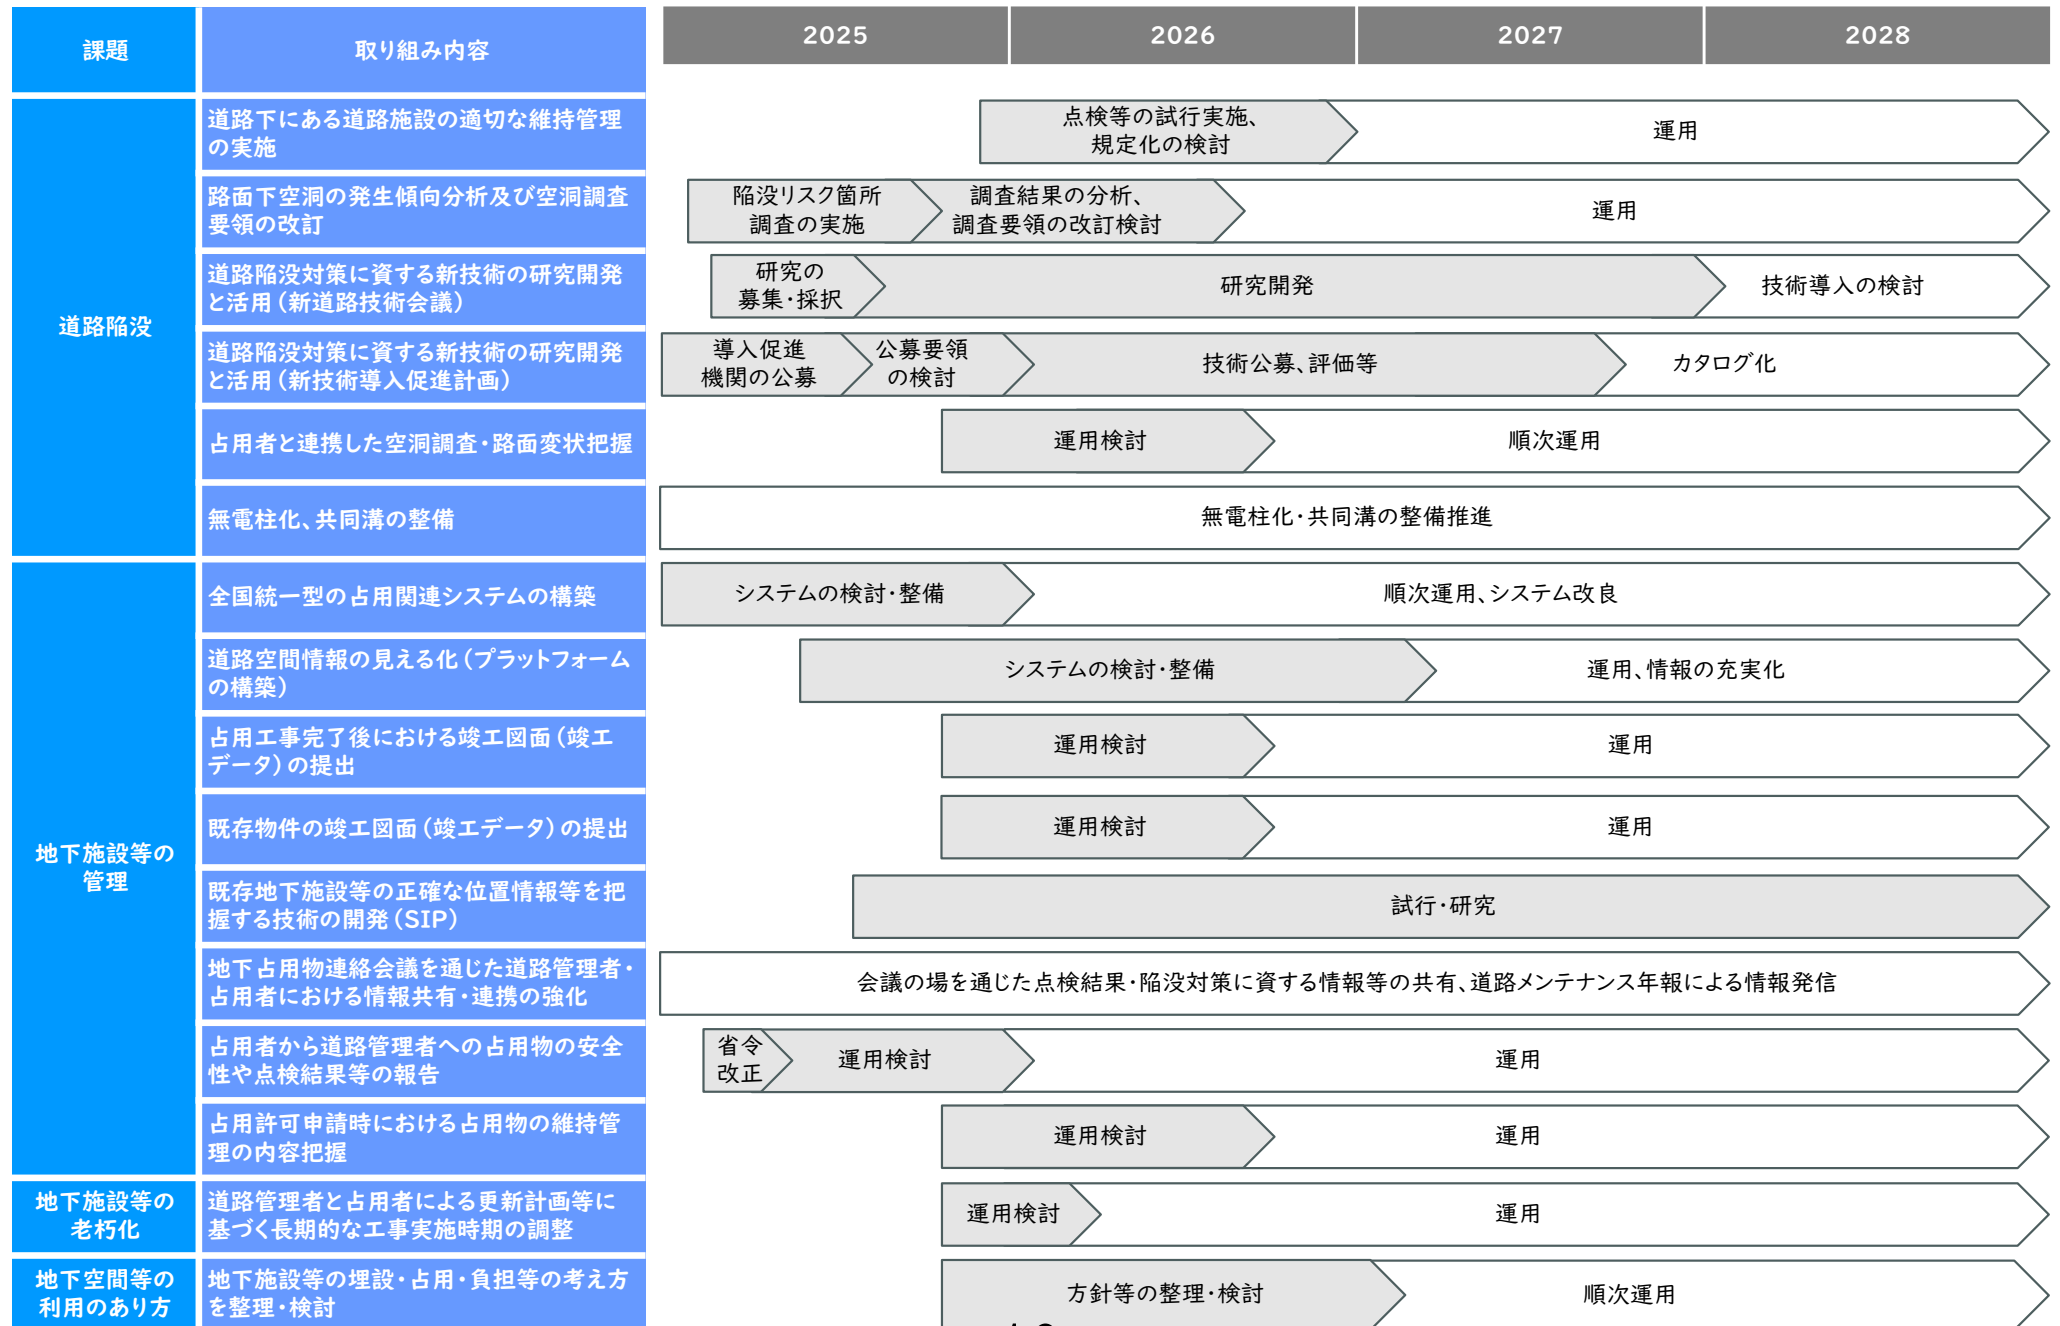 課題
取り組み内容
2025
2026
2027
2028
道路陥没
道路下にある道路施設の適切な維持管理
の実施
点検等の試行実施、
規定化の検討
運用
路面下空洞の発生傾向分析及び空洞調査
要領の改訂
陥没リスク箇所
調査の実施
調査結果の分析、
調査要領の改訂検討
運用
道路陥没対策に資する新技術の研究開発
と活用（新道路技術会議）
研究の
募集・採択
研究開発
技術導入の検討
道路陥没対策に資する新技術の研究開発
と活用（新技術導入促進計画）
導入促進
機関の公募
公募要領
の検討
技術公募、評価等
カタログ化
占用者と連携した空洞調査・路面変状把握
運用検討
順次運用
無電柱化、共同溝の整備
無電柱化・共同溝の整備推進
地下施設等の
管理
全国統一型の占用関連システムの構築
システムの検討・整備
順次運用、システム改良
道路空間情報の見える化（プラットフォーム
の構築）
システムの検討・整備
運用、情報の充実化
占用工事完了後における竣工図面（竣工
データ）の提出
運用検討
運用
既存物件の竣工図面（竣工データ）の提出
運用検討
運用
既存地下施設等の正確な位置情報等を把
握する技術の開発（SIP）
試行・研究
地下占用物連絡会議を通じた道路管理者・
占用者における情報共有・連携の強化
会議の場を通じた点検結果・陥没対策に資する情報等の共有、道路メンテナンス年報による情報発信
占用者から道路管理者への占用物の安全
性や点検結果等の報告
省令
改正
運用検討
運用
占用許可申請時における占用物の維持管
理の内容把握
運用検討
運用
地下施設等の
老朽化
道路管理者と占用者による更新計画等に
基づく長期的な工事実施時期の調整
運用検討
運用
地下空間等の
利用のあり方
地下施設等の埋設・占用・負担等の考え方
を整理・検討
方針等の整理・検討
順次運用